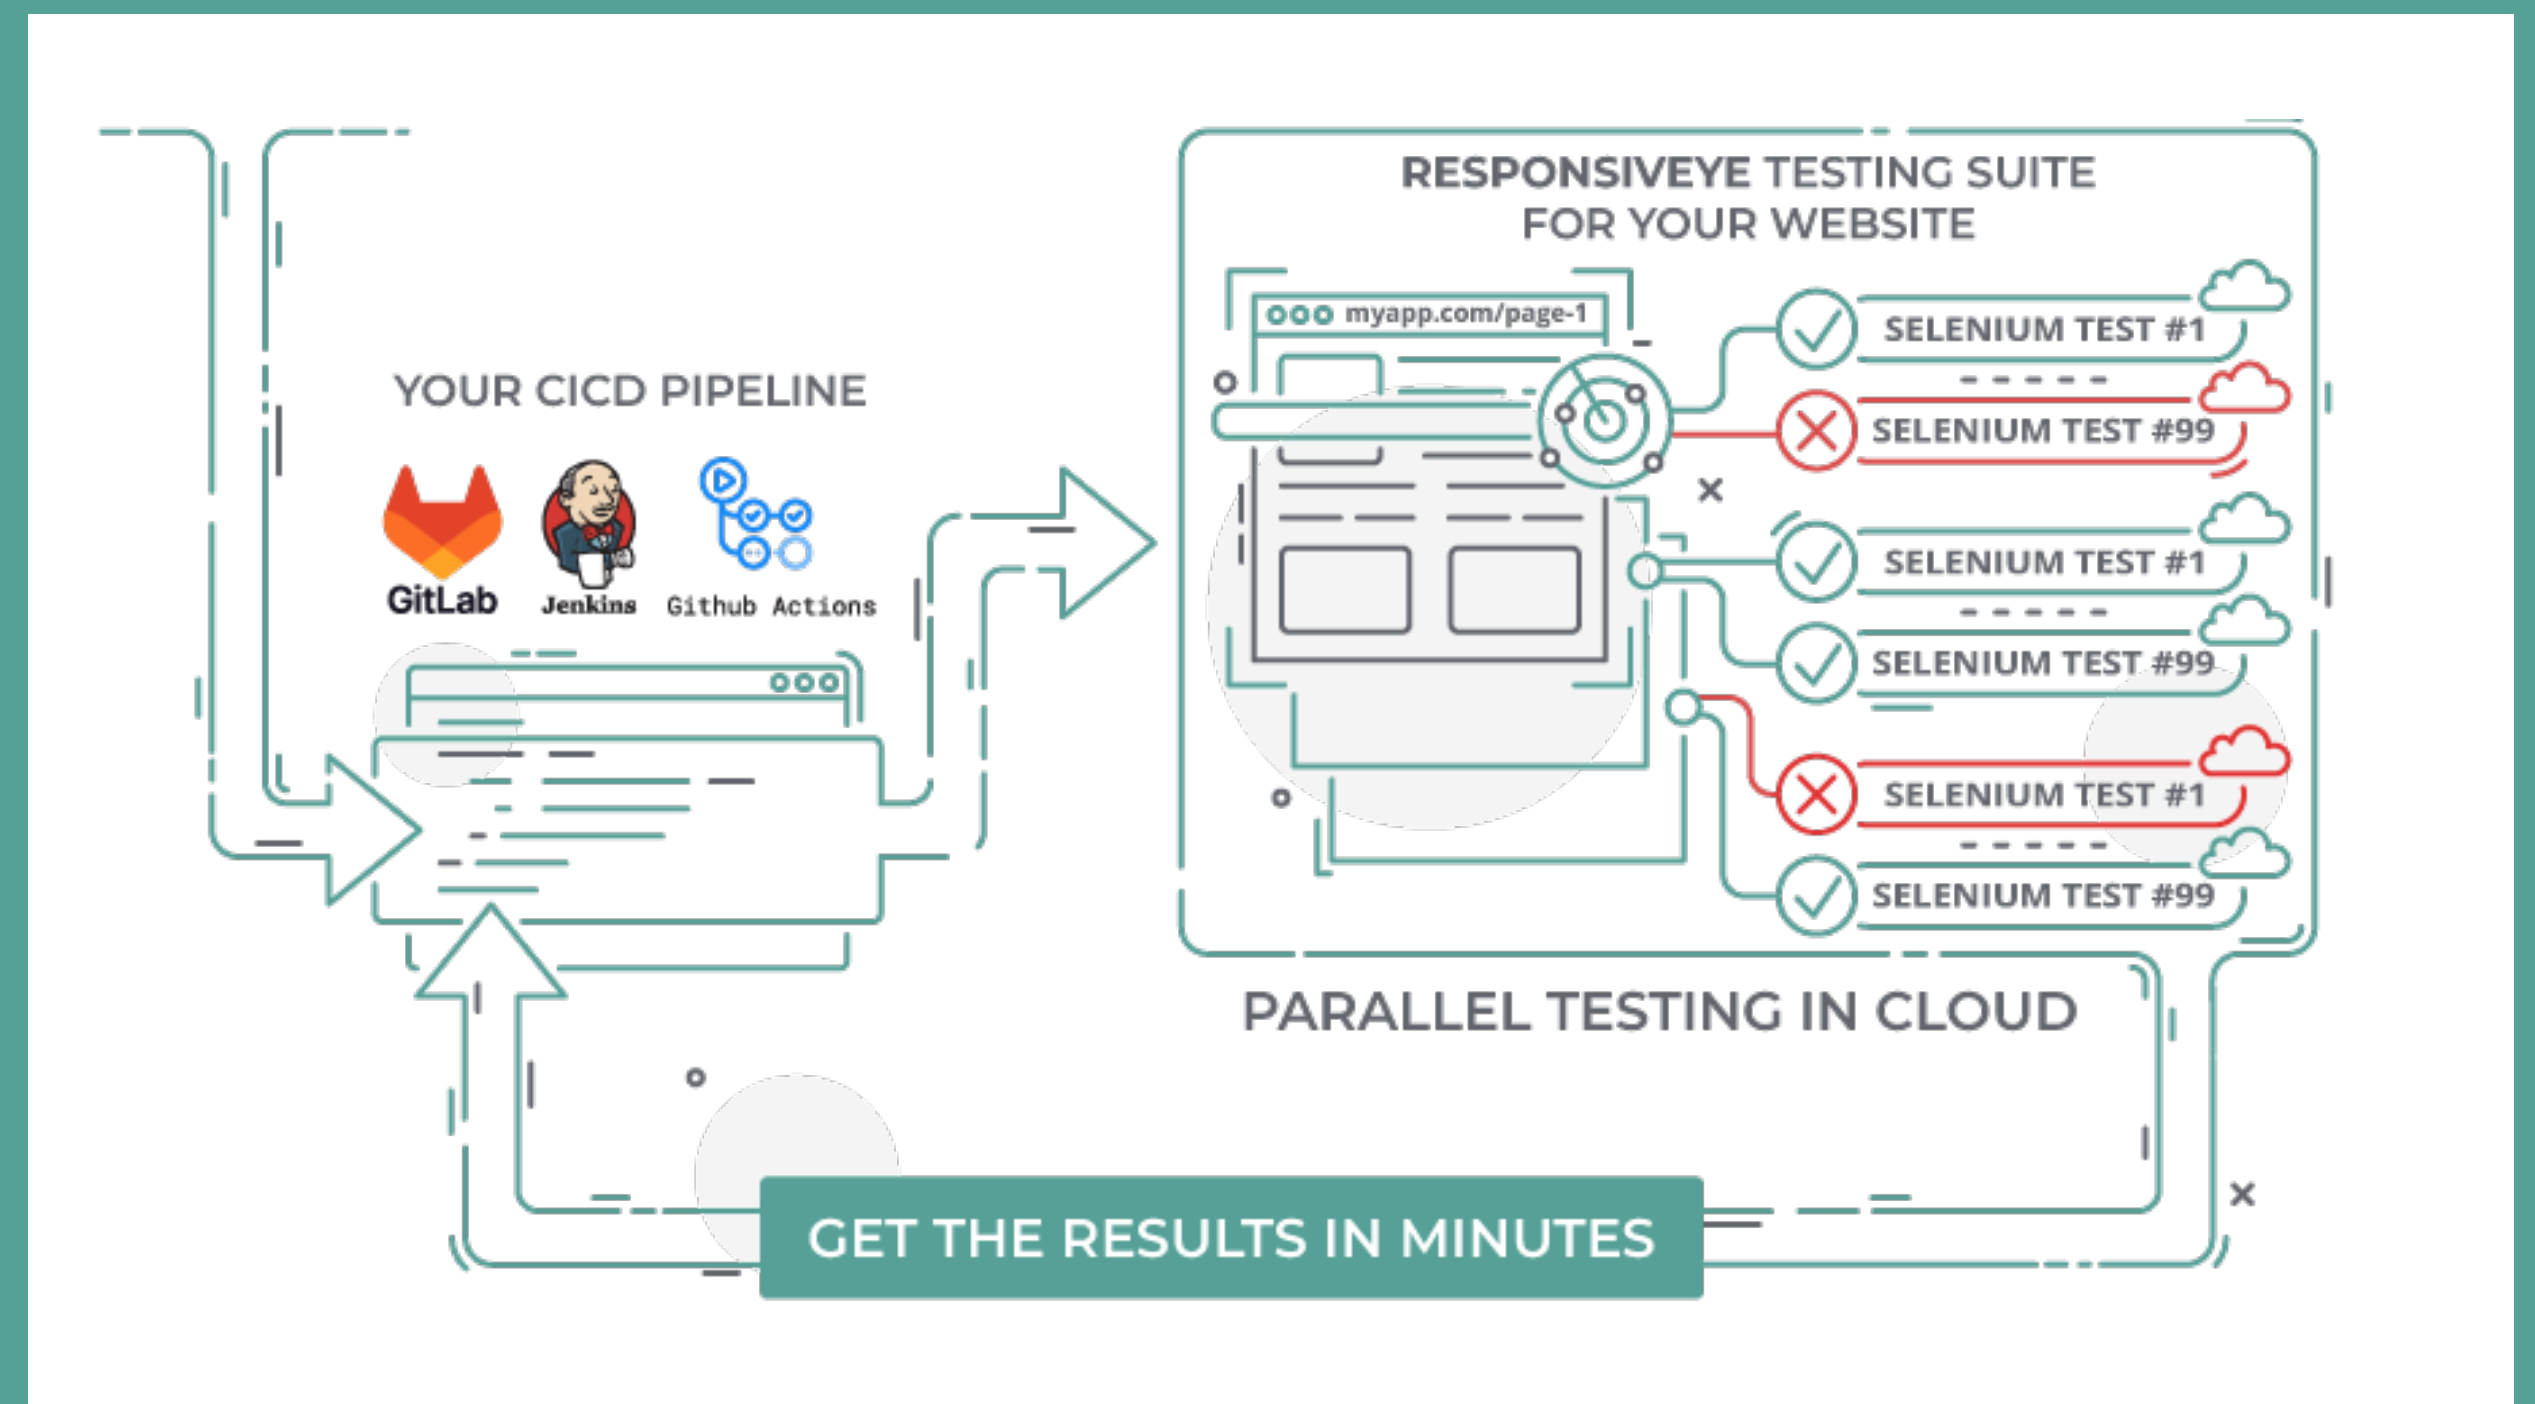 YOUR CICD PIPELINE
GitLab
Jenkins
Github Actions
RESPONSIVEYE TESTING SUITE
FOR YOUR WEBSITE
myapp.com/page-1
SELENIUM TEST #1
SELENIUM TEST #99
SELENIUM TEST #1
SELENIUM TEST #99
SELENIUM TEST #1
SELENIUM TEST #99
PARALLEL TESTING IN CLOUD
GET THE RESULTS IN MINUTES